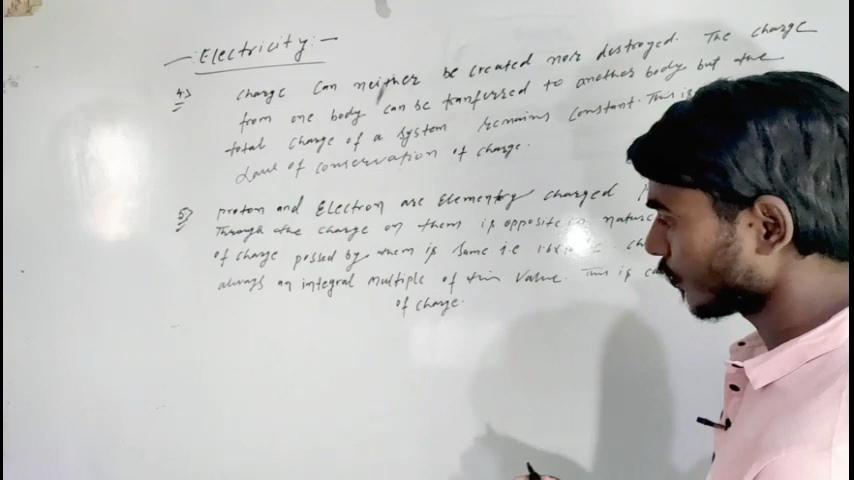 -: Electricity:-
4.> charge can neither be created nor destroyed. The charge
from one body can be tranfersed to another body but the
total charge of a system remains constant. This is
Law of conservation of charge.
5> proton and Electron are Elementry charged
Through the charge on them is opposite in nature
of charge possed by them is same i.e
always an integral multiple of this value. This is
of charge.